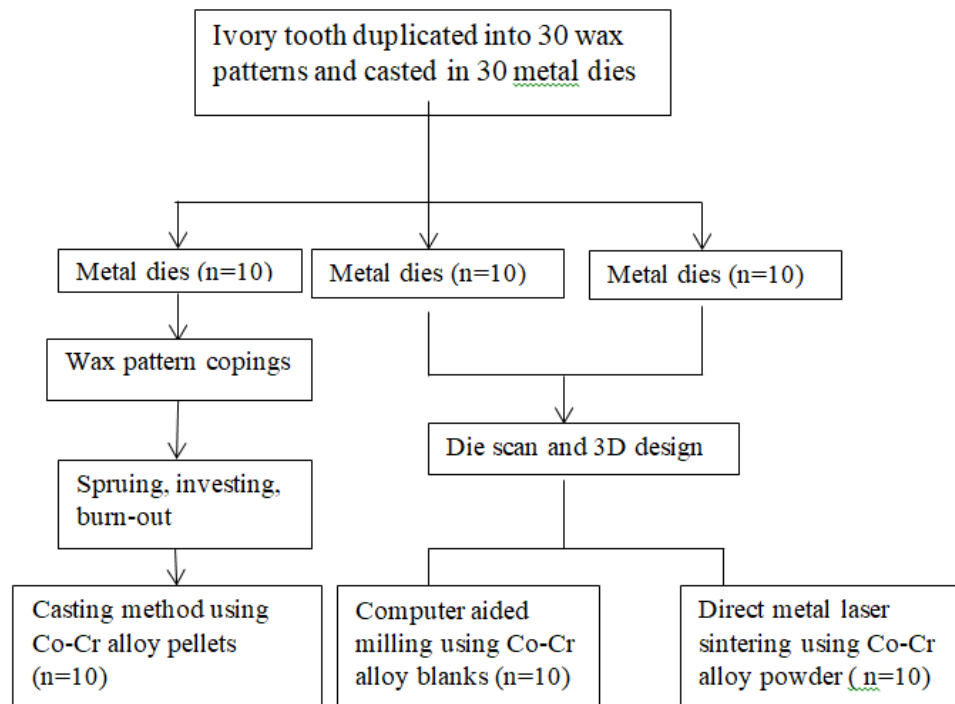 Ivory tooth duplicated into 30 wax
patterns and casted in 30 metal dies
Metal dies (n=10)
Metal dies (n=10)
Metal dies (n=10)
Wax pattern copings
Die scan and 3D design
Spruing, investing,
burn-out
Casting method using
Co-Cr alloy pellets
(n=10)
Computer aided
milling using Co-Cr
alloy blanks (n=10)
Direct metal laser
sintering using Co-Cr
alloy powder ( n=10)